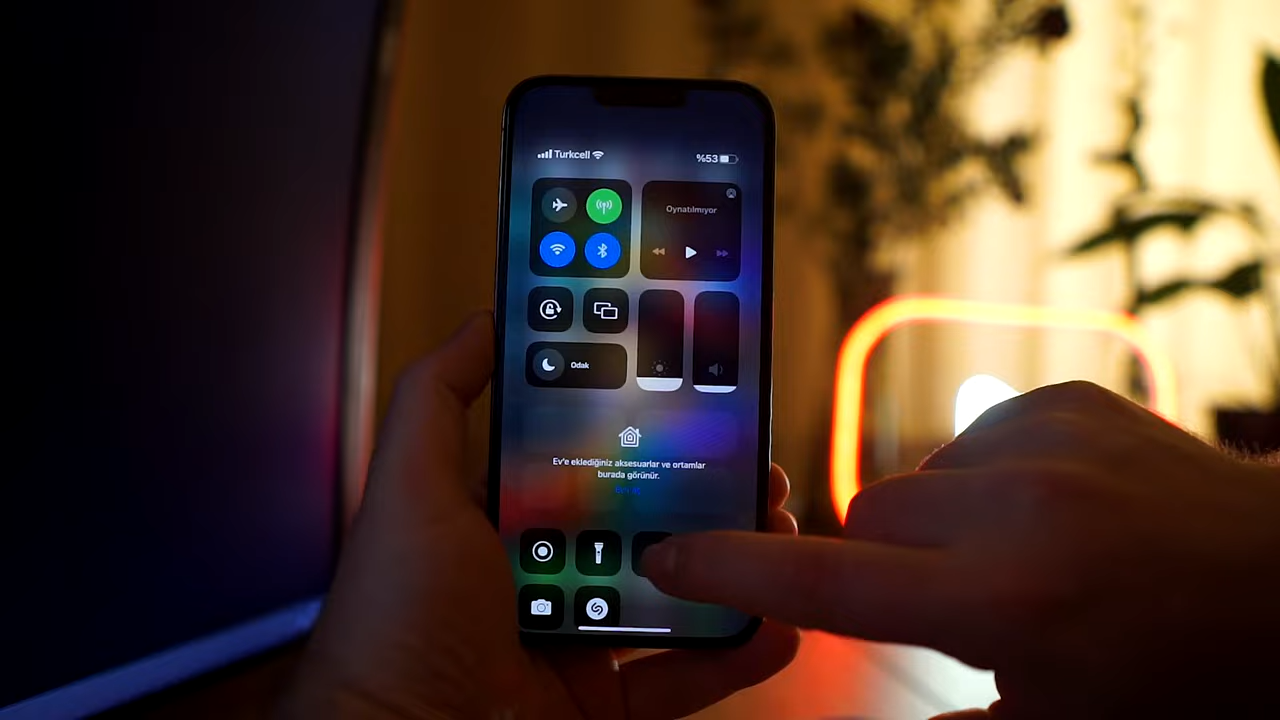 Turkcell
%53
Oynatılmıyor
Odak
Ev'e eklediğiniz aksesuarlar ve ortamlar
burada görünür.